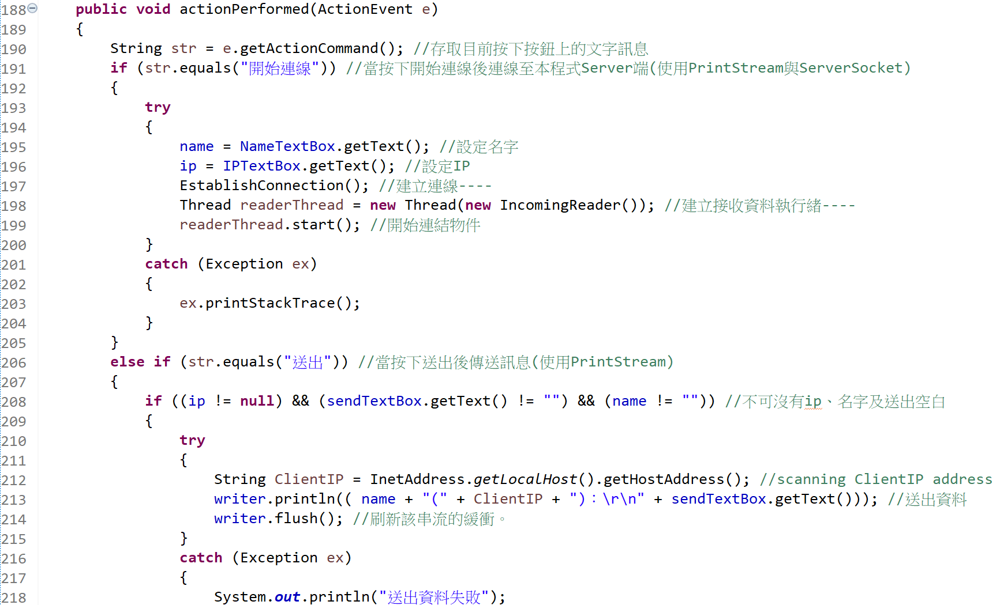 188 public void actionPerformed(ActionEvent e)
189 {
190 String str = e.getActionCommand(); //存取目前按下按鈕上的文字訊息
191 if (str.equals("開始連線")) //當按下開始連線後連線至本程式Server端(使用PrintStream與ServerSocket)
192 {
193 try
194 {
195 name = NameTextBox.getText(); //設定名字
196 ip = IPTextBox.getText(); //設定IP
197 EstablishConnection(); //建立連線----
198 Thread readerThread = new Thread(new IncomingReader()); //建立接收資料執行緒----
199 readerThread.start(); //開始連結物件
200 }
201 catch (Exception ex)
202 {
203 ex.printStackTrace();
204 }
205 }
206 else if (str.equals("送出")) //當按下送出後傳送訊息(使用PrintStream)
207 {
208 if ((ip != null) && (sendTextBox.getText() != "") && (name != "")) //不可沒有ip、名字及送出空白
209 {
210 try
211 {
212 String ClientIP = InetAddress.getLocalHost().getHostAddress(); //scanning ClientIP address
213 writer.println(( name + "(" + ClientIP + ")：\r\n" + sendTextBox.getText())); //送出資料
214 writer.flush(); //刷新該串流的緩衝。
215 }
216 catch (Exception ex)
217 {
218 System.out.println("送出資料失敗");